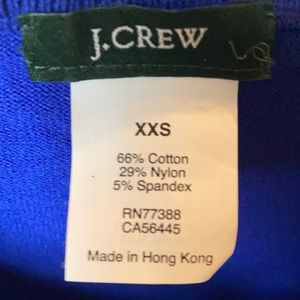 J.CREW
XXS
66% Cotton
29% Nylon
5% Spandex
RN77388
CA56445
Made in Hong Kong